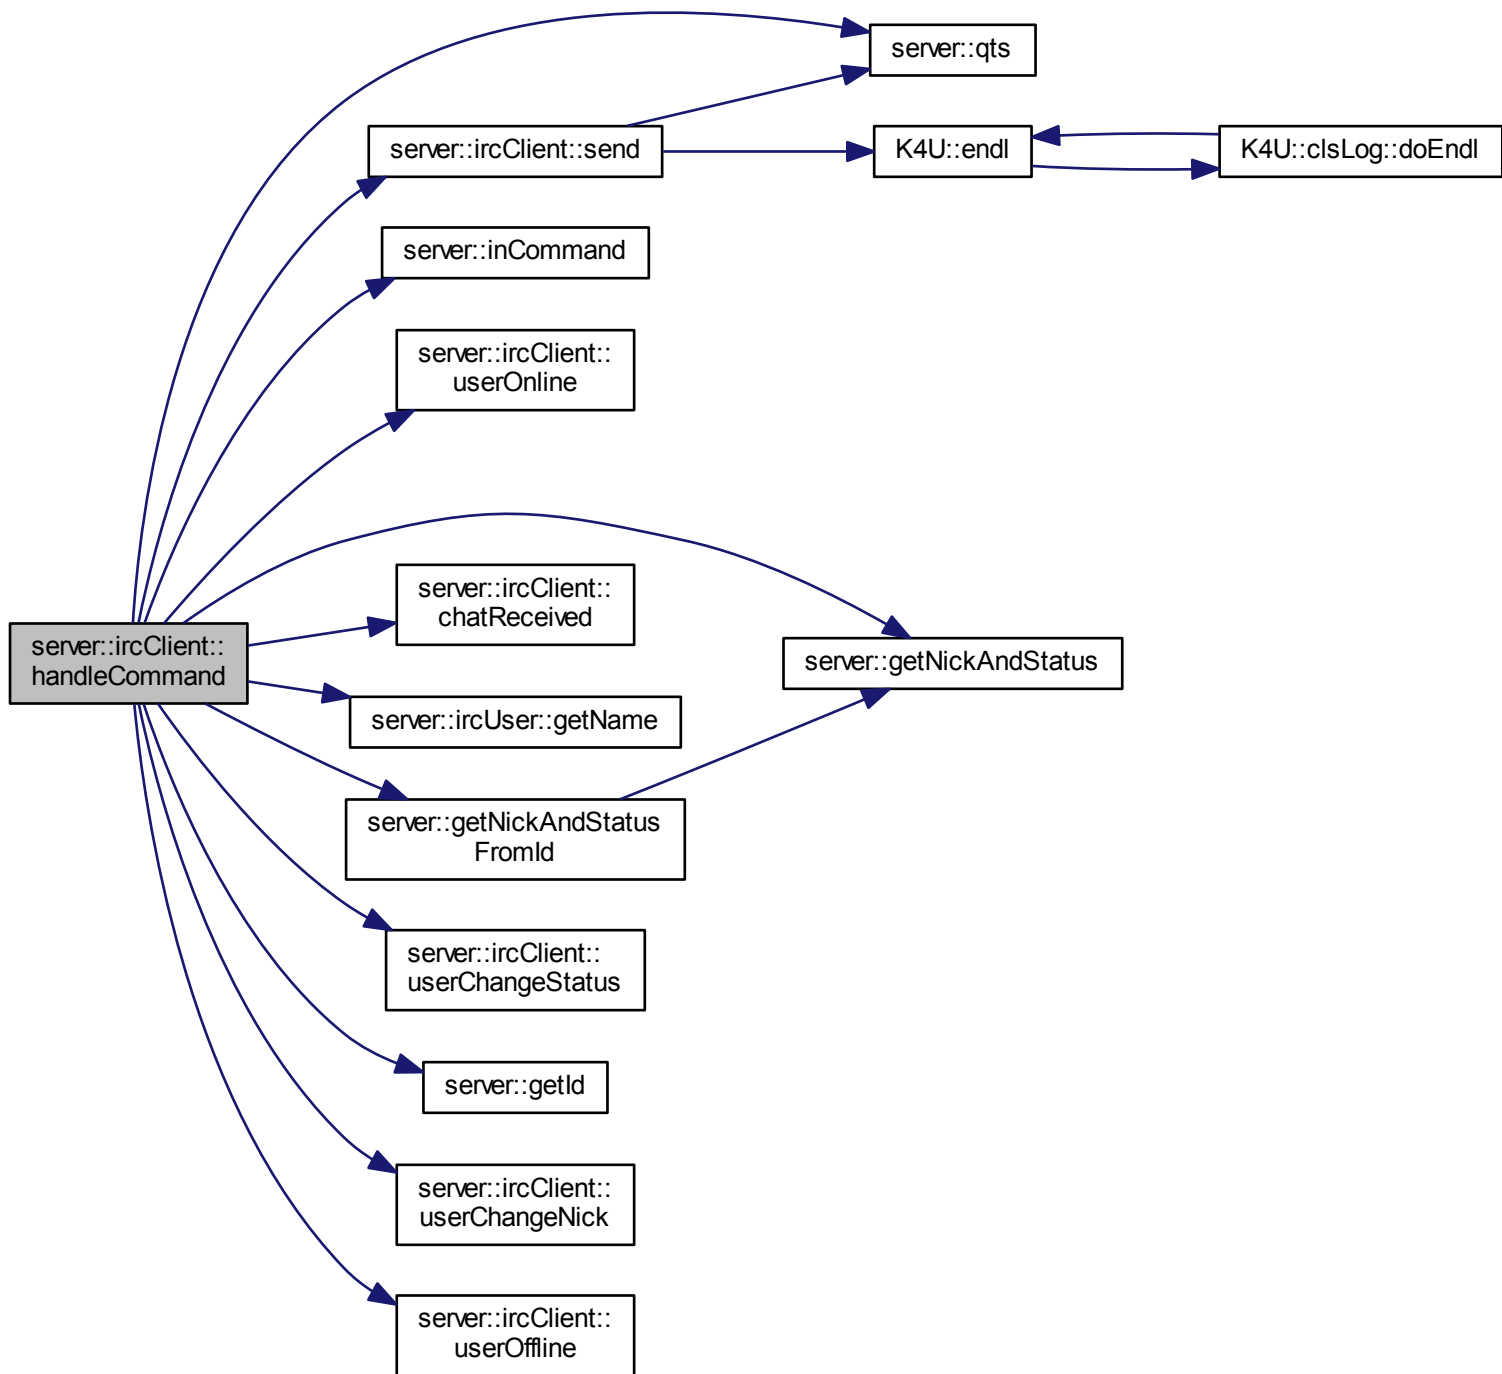 server::qts
server::ircClient::send
K4U::endl
K4U::clsLog::doEndl
server::inCommand
server::ircClient::
userOnline
server::ircClient::
chatReceived
server::ircClient::
handleCommand
server::getNickAndStatus
server::ircUser::getName
server::getNickAndStatus
FromId
server::ircClient::
userChangeStatus
server::getId
server::ircClient::
userChangeNick
server::ircClient::
userOffline